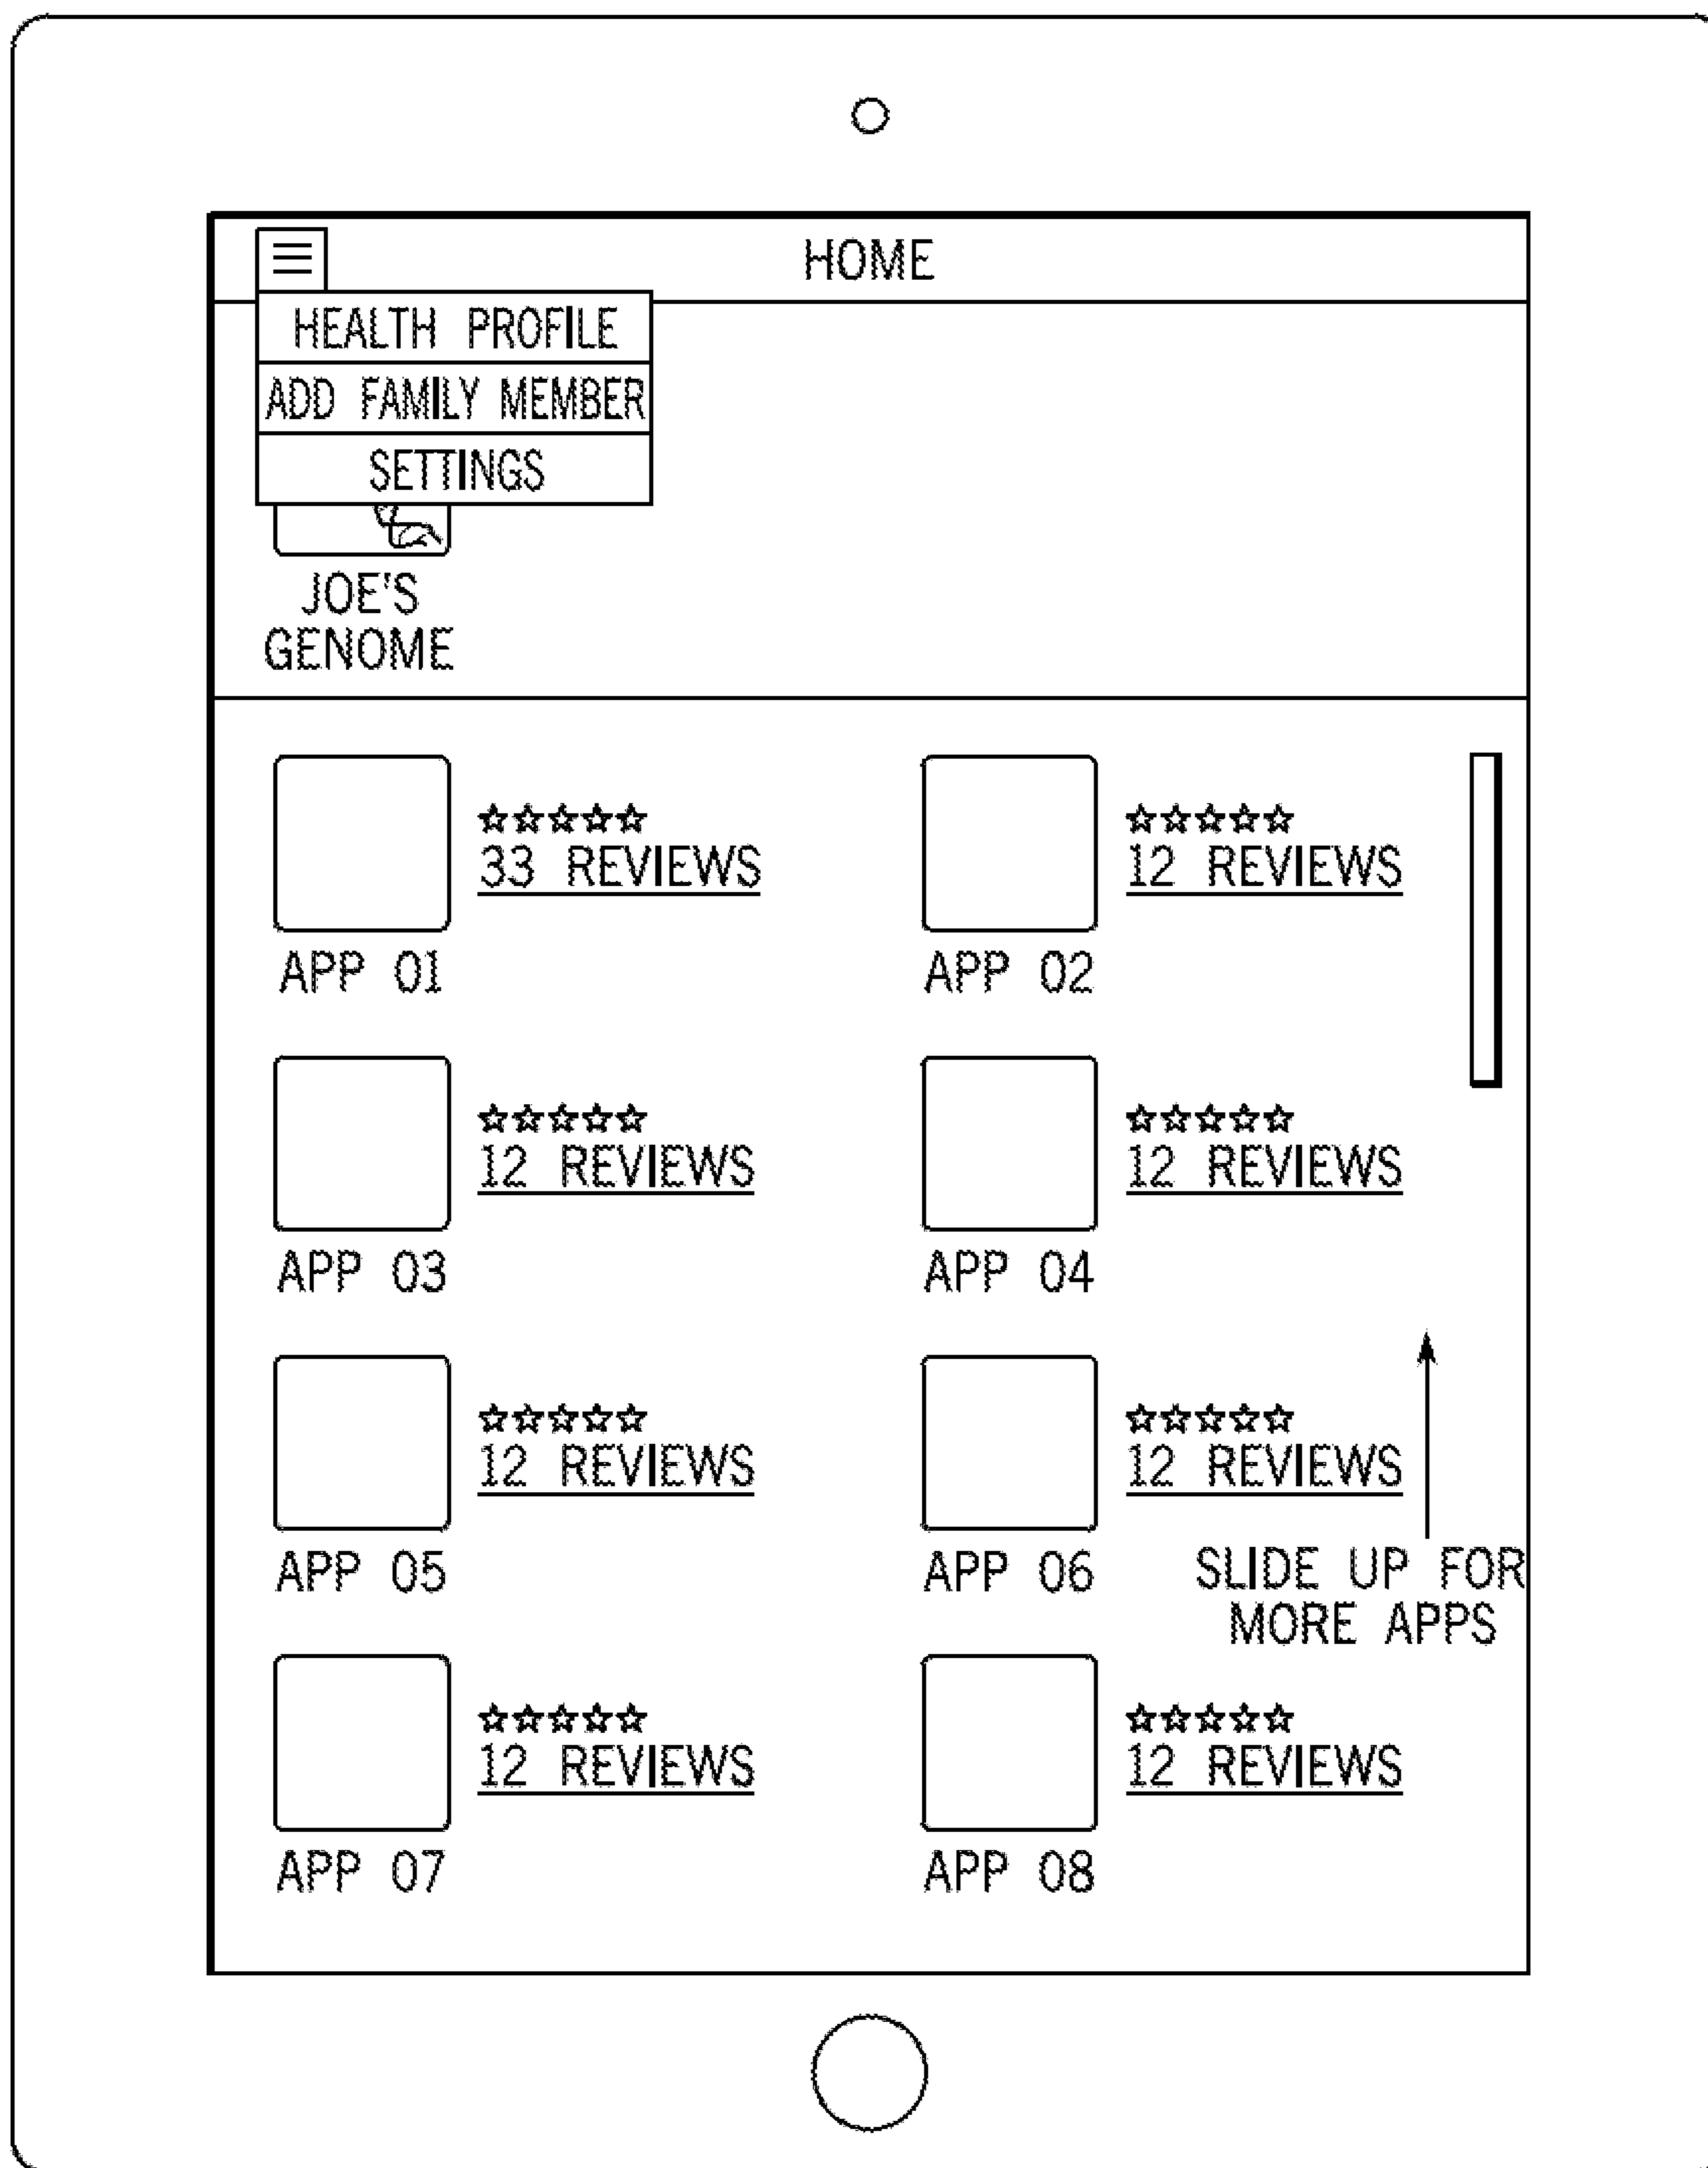 HOME
HEALTH PROFILE
ADD FAMILY MEMBER
SETTINGS
JOE'S
GENOME
33 REVIEWS
APP 01
12 REVIEWS
APP 02
12 REVIEWS
APP 03
12 REVIEWS
APP 04
12 REVIEWS
APP 05
12 REVIEWS
APP 06
SLIDE UP FOR
MORE APPS
12 REVIEWS
APP 07
12 REVIEWS
APP 08